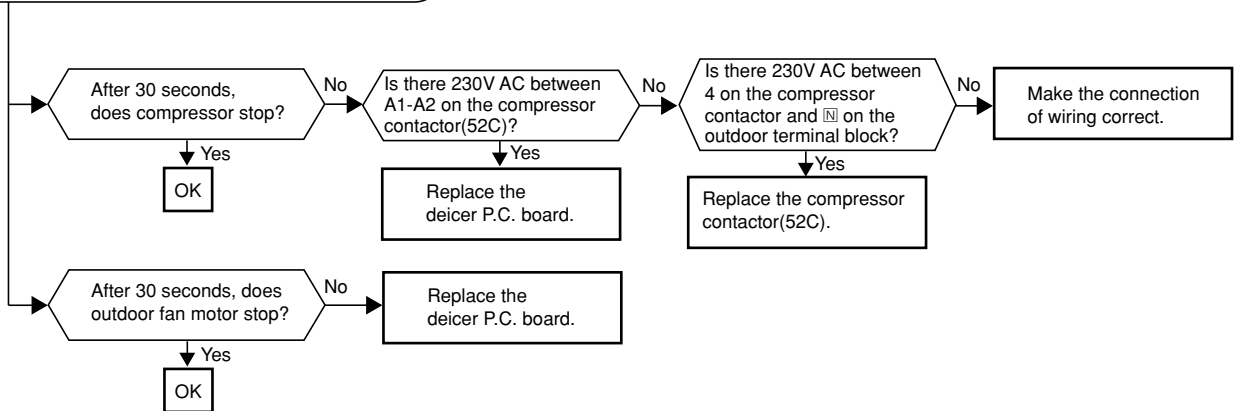 After 30 seconds,
does compressor stop?
No
Is there 230V AC between
A1-A2 on the compressor
contactor(52C)?
No
Is there 230V AC between
4 on the compressor
contactor and N on the
outdoor terminal block?
No
Make the connection
of wiring correct.
Yes
OK
Yes
Replace the
deicer P.C. board.
Yes
Replace the compressor
contactor(52C).
After 30 seconds, does
outdoor fan motor stop?
No
Replace the
deicer P.C. board.
Yes
OK